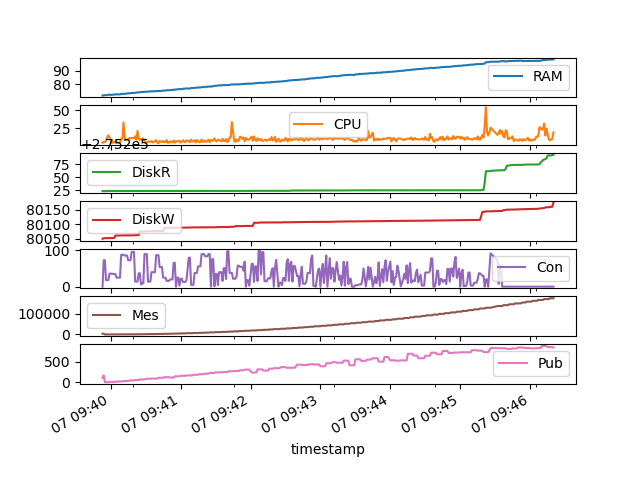 90
80
RAM
50
25
CPU
+2.752e5
75
50
25
DiskR
80150
80100
80050
DiskW
100
0
Con
100000
0
Mes
500
0
Pub
07 09:40
07 09:41
07 09:42
07 09:43
07 09:44
07 09:45
07 09:46
timestamp